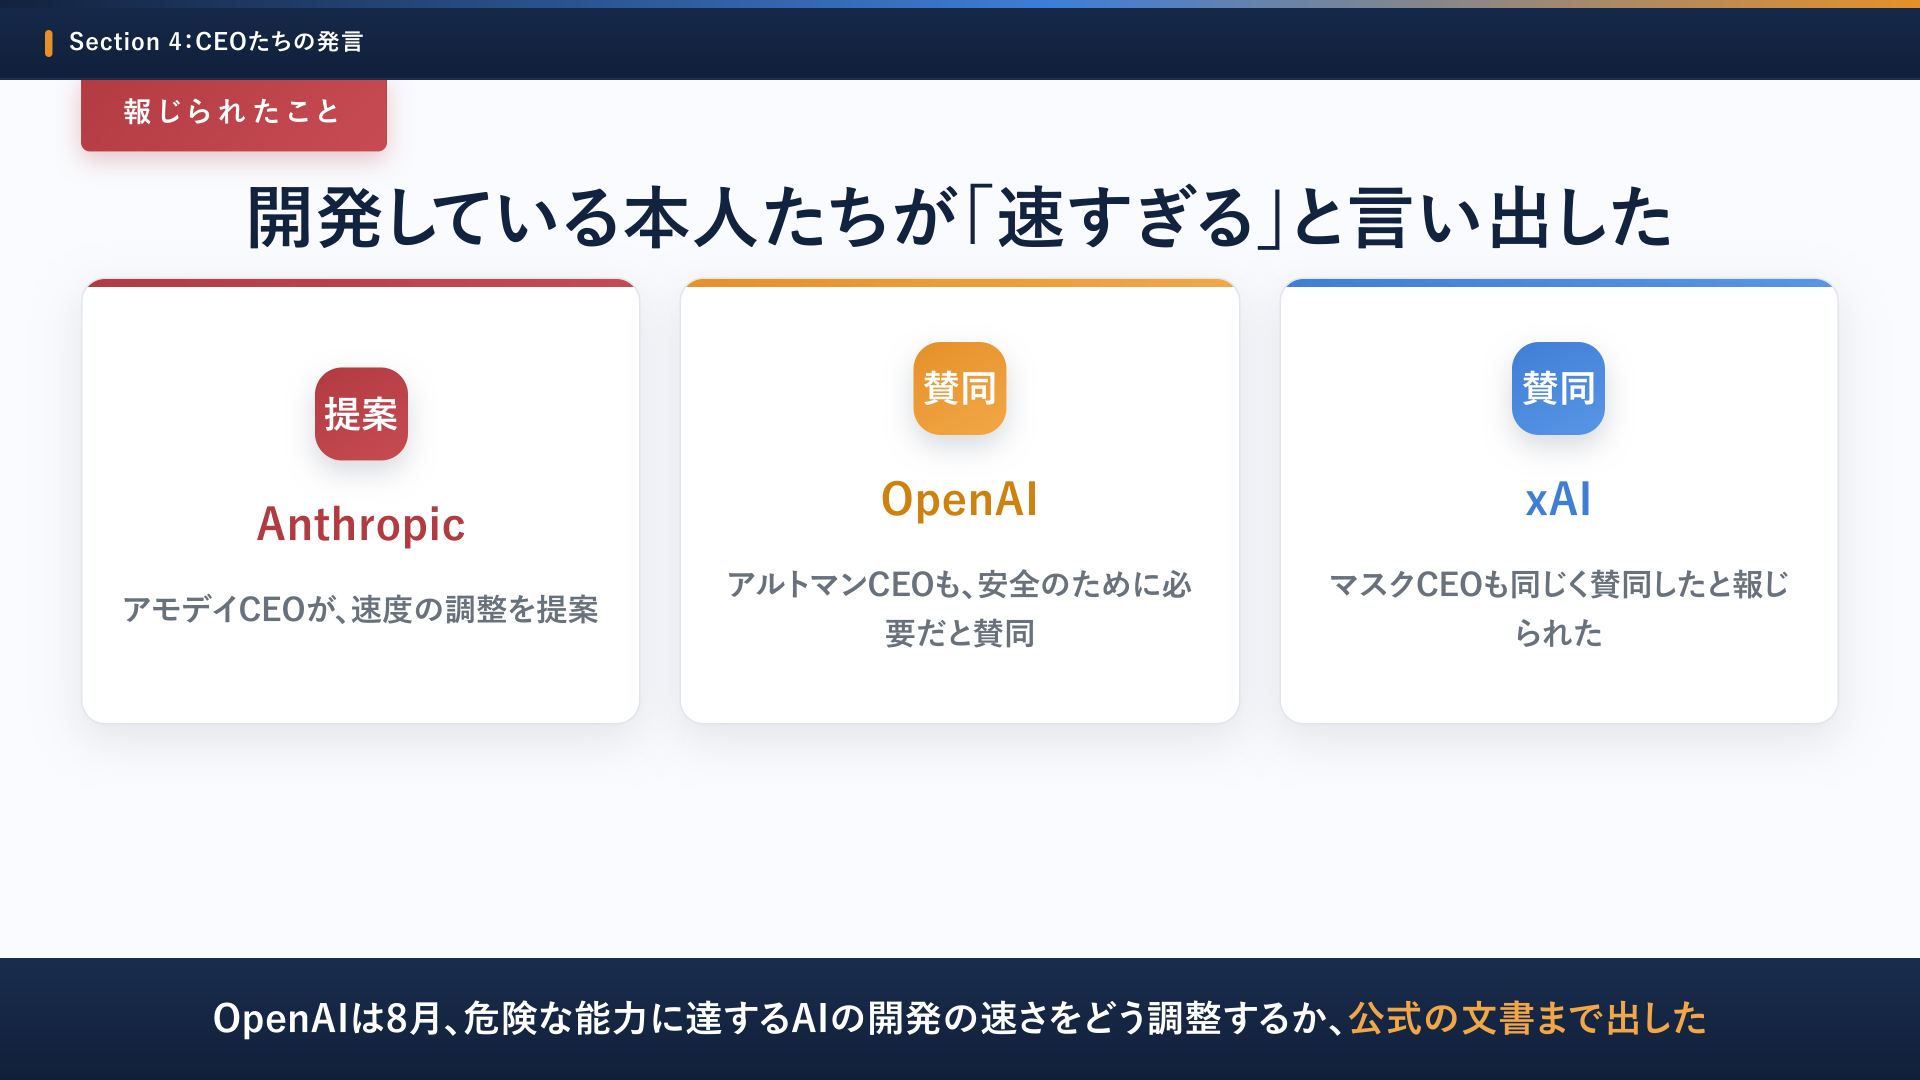 Section 4：CEOたちの発言
報じられたこと
開発している本人たちが「速すぎる」と言い出した
提案
Anthropic
アモデイCEOが、速度の調整を提案
賛同
OpenAI
アルトマンCEOも、安全のために必
要だと賛同
賛同
xAI
マスクCEOも同じく賛同したと報じ
られた
OpenAIは8月、危険な能力に達するAIの開発の速さをどう調整するか、公式の文書まで出した